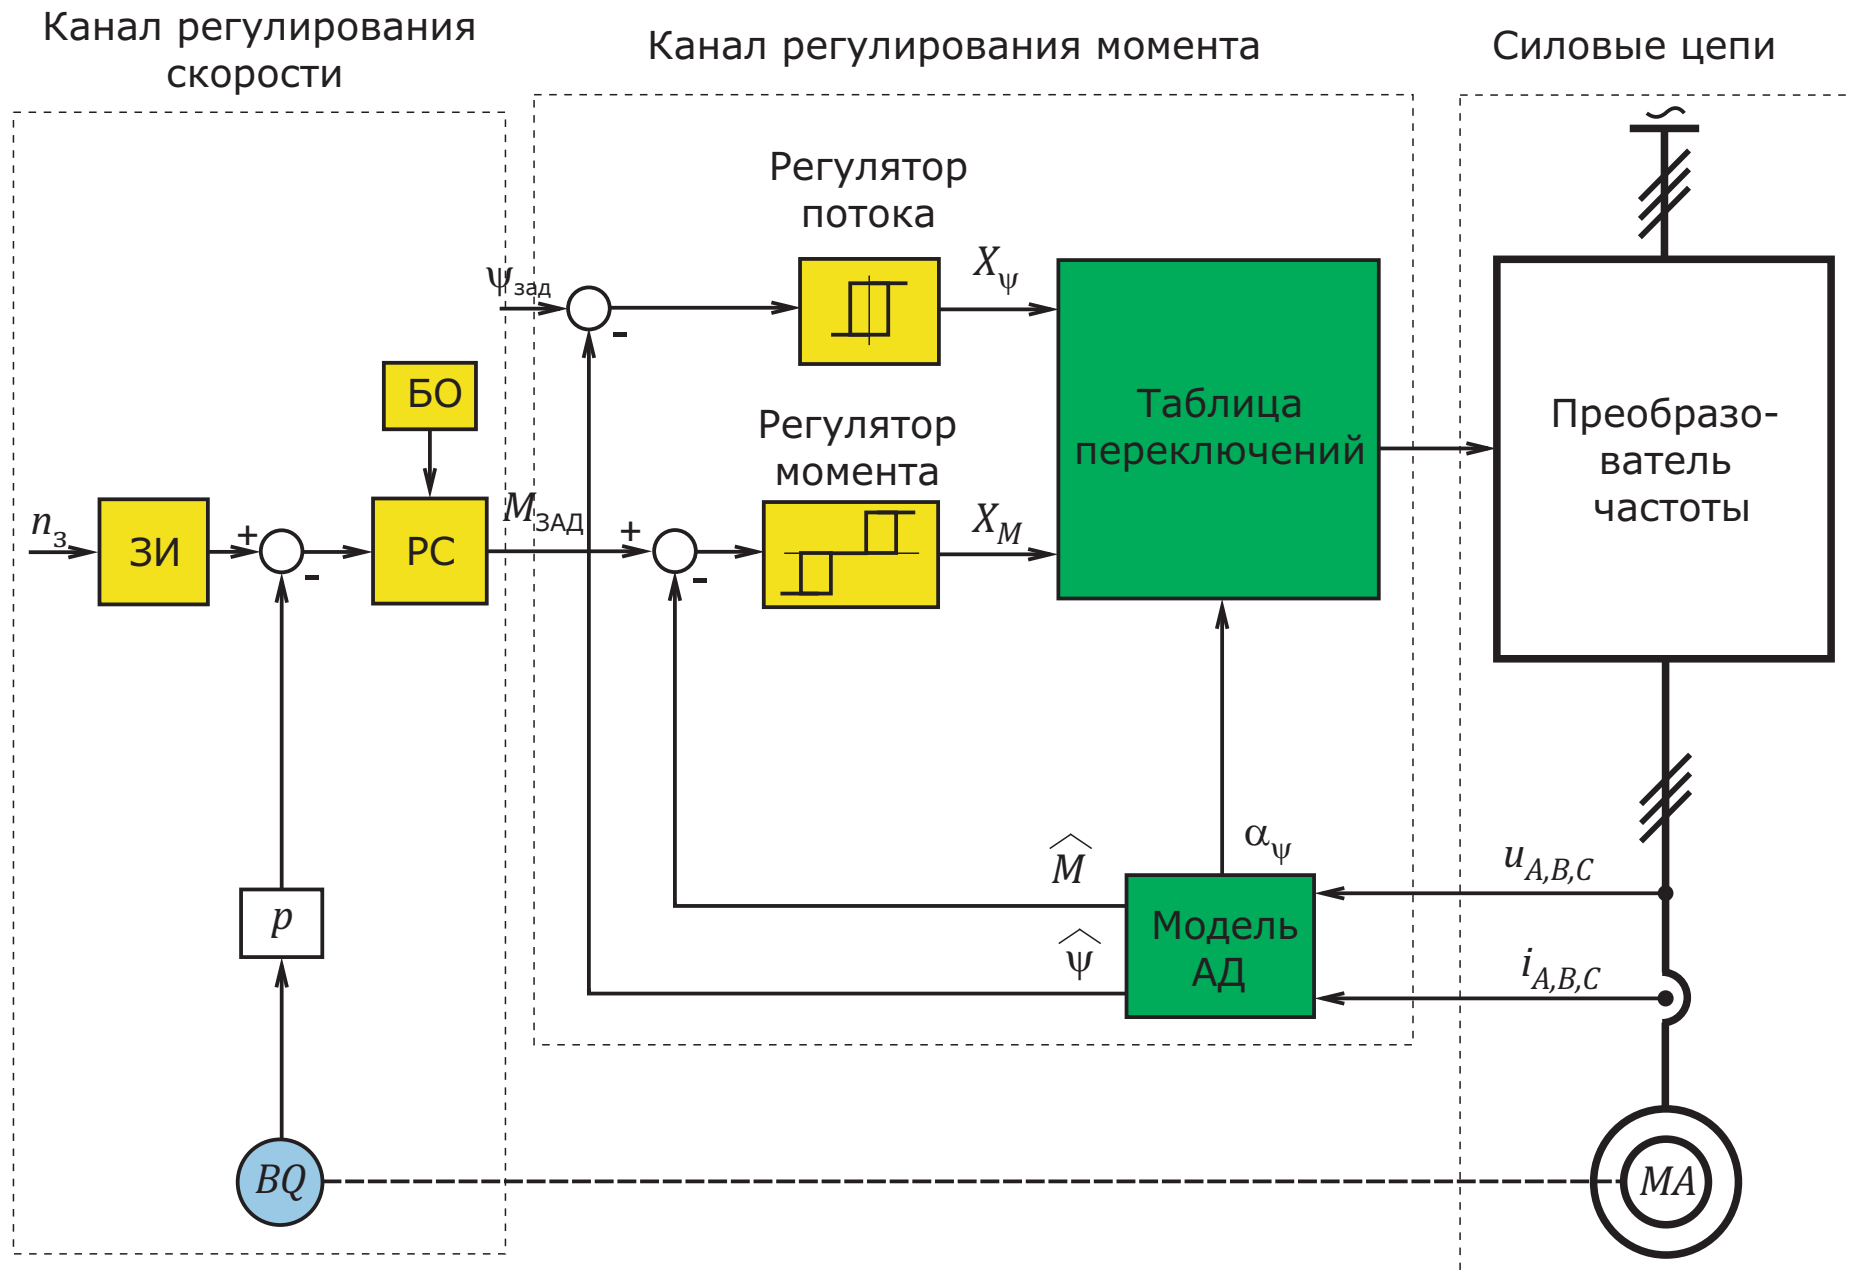 Канал регулирования
скорости
Канал регулирования момента
Силовые цепи
~
Регулятор
потока
ψзад
-
Xψ
БО
Регулятор
момента
Таблица
переключений
Преобразо-
ватель
частоты
nз
ЗИ
+
-
РС
MЗАД
+
-
XM
αψ
M̂
ψ̂
Модель
АД
uA,B,C
iA,B,C
p
BQ
MA